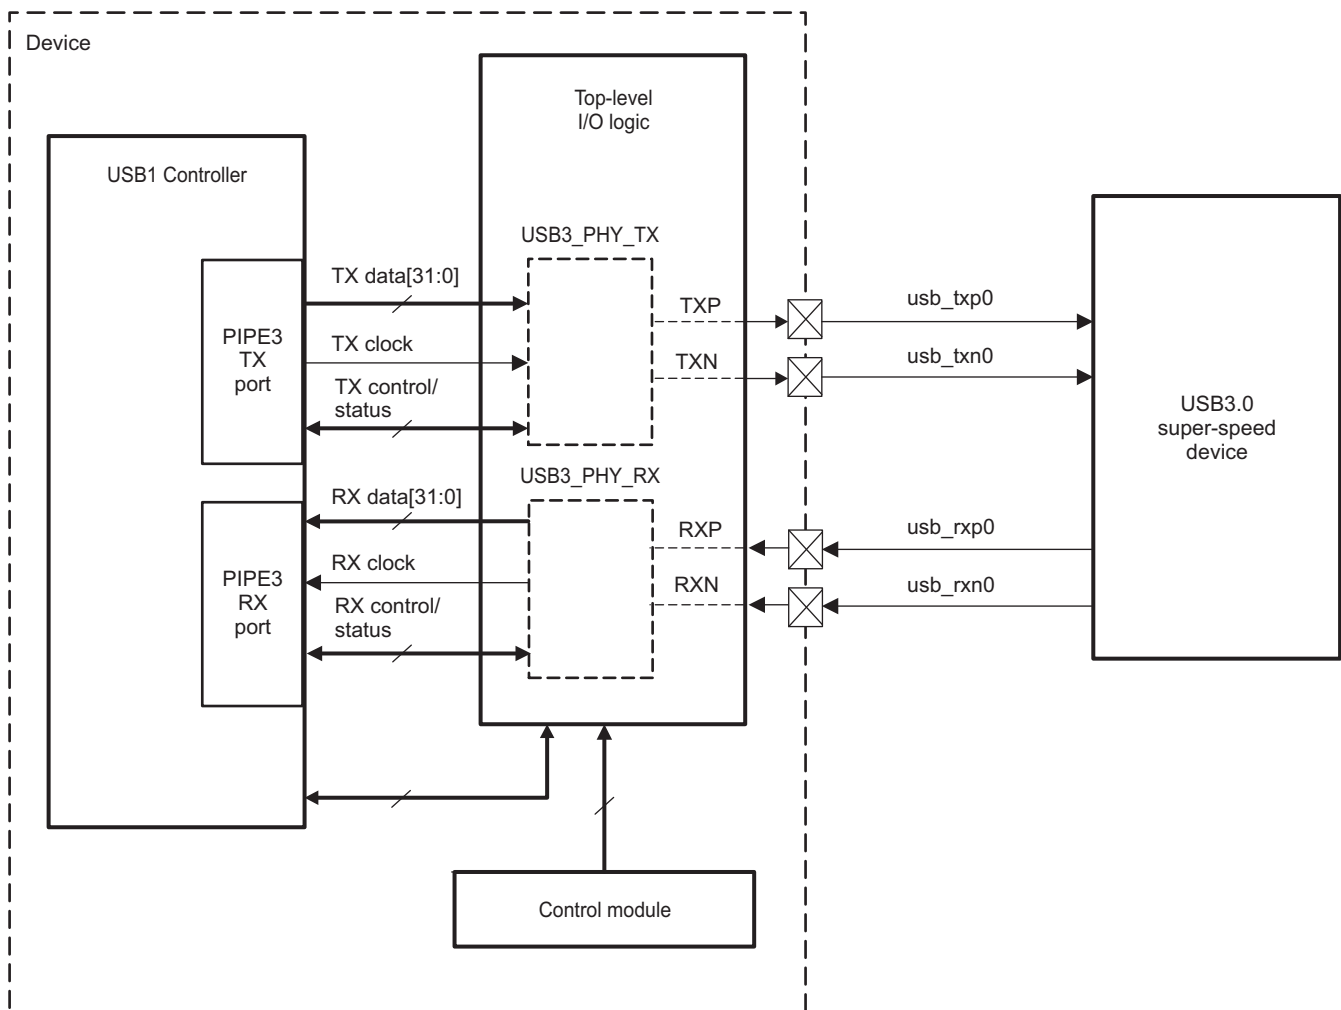 Device
Top-level
I/O logic
USB1 Controller
USB3_PHY_TX
TX data[31:0]
PIPE3
TX
port
TX clock
TX control/
status
TXP
TXN
usb_txp0
usb_txn0
USB3.0
super-speed
device
USB3_PHY_RX
RX data[31:0]
PIPE3
RX
port
RX clock
RX control/
status
RXP
RXN
usb_rxp0
usb_rxn0
Control module